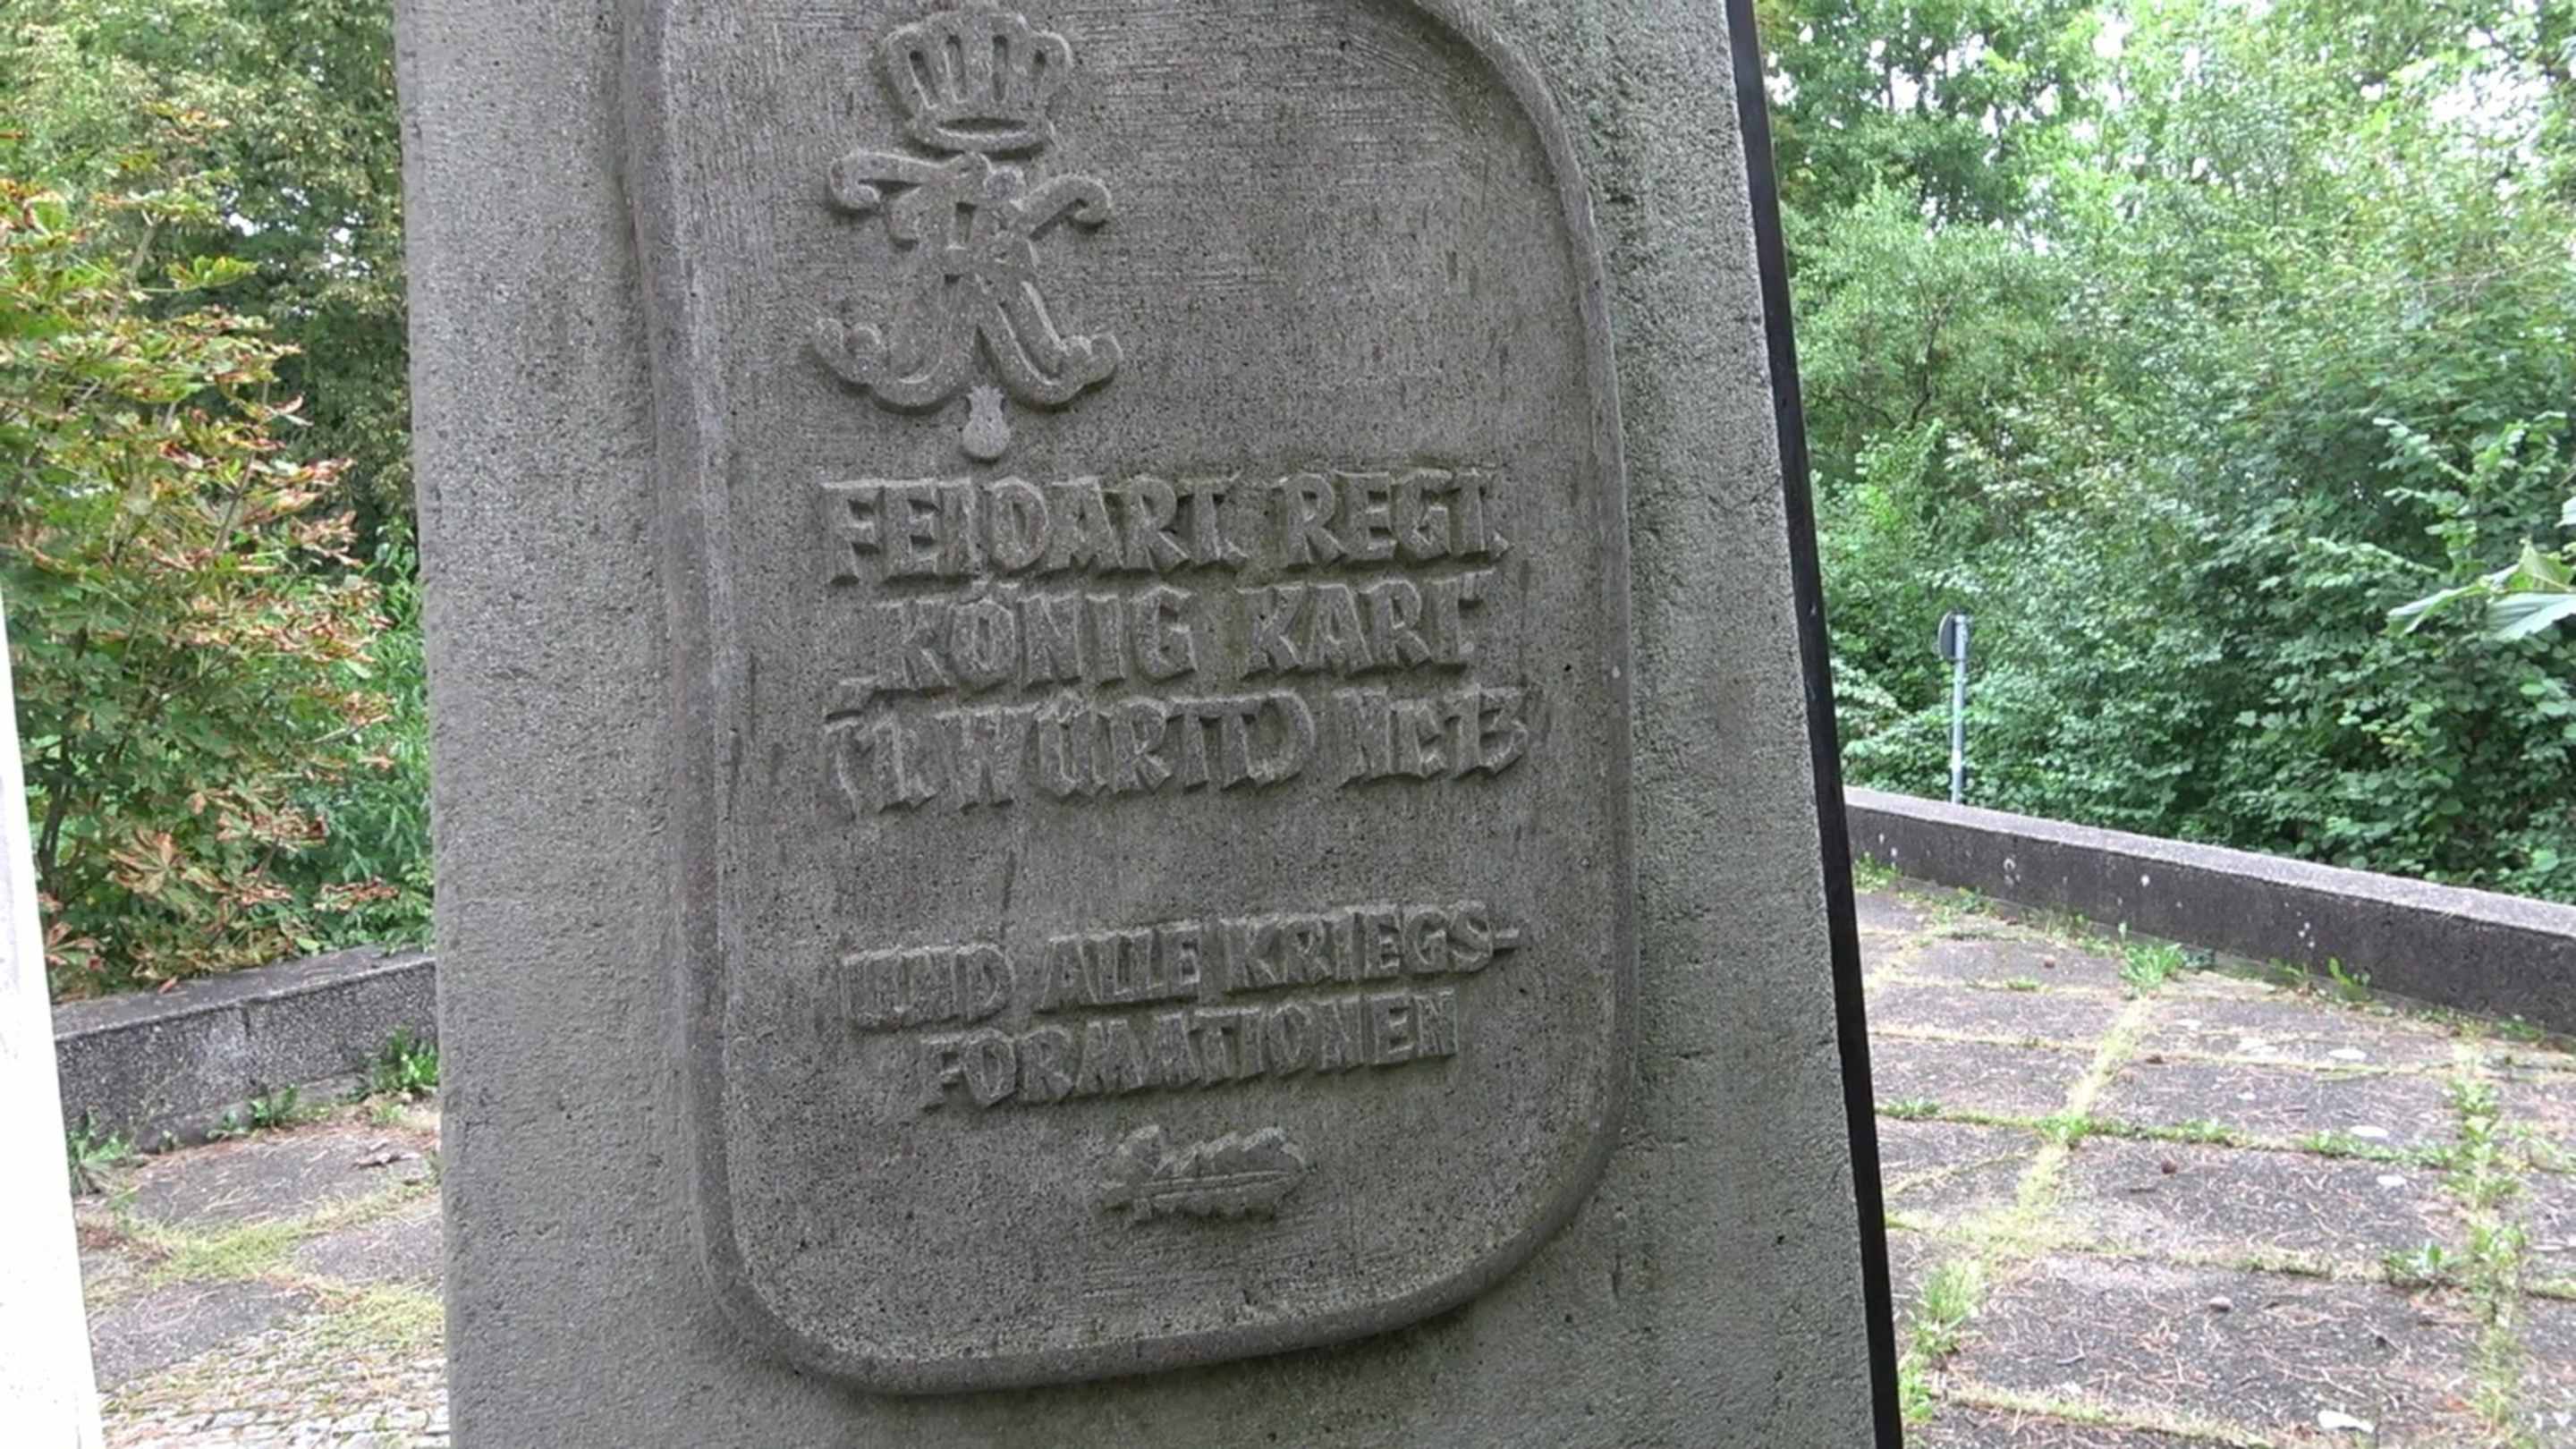 FELDART. REGT.
„KÖNIG KARL“
(1. WÜRTT.) Nr. 13
UND ALLE KRIEGS-
FORMATIONEN